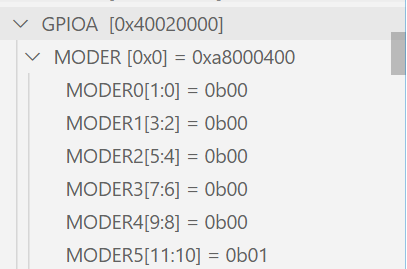 GPIOA [0x40020000]
MODER [0x0] = 0xa8000400
MODER0[1:0] = 0b00
MODER1[3:2] = 0b00
MODER2[5:4] = 0b00
MODER3[7:6] = 0b00
MODER4[9:8] = 0b00
MODER5[11:10] = 0b01